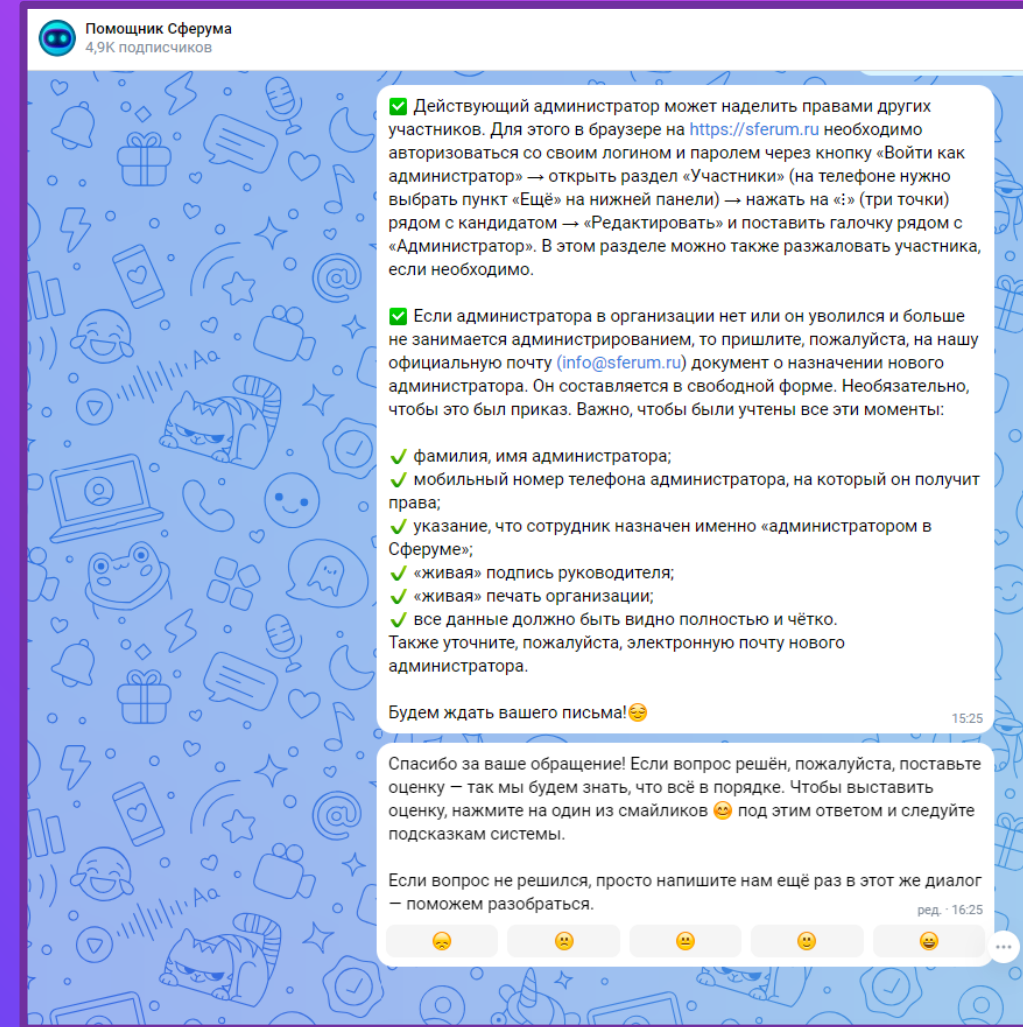 Помощник Сферума
4,9K подписчиков
✅ Действующий администратор может наделить правами других
участников. Для этого в браузере на https://sferum.ru необходимо
авторизоваться со своим логином и паролем через кнопку «Войти как
администратор» → открыть раздел «Участники» (на телефоне нужно
выбрать пункт «Ещё» на нижней панели) → нажать на «⋮» (три точки)
рядом с кандидатом → «Редактировать» и поставить галочку рядом с
«Администратор». В этом разделе можно также разжаловать участника,
если необходимо.
✅ Если администратора в организации нет или он уволился и больше
не занимается администрированием, то пришлите, пожалуйста, на нашу
официальную почту (info@sferum.ru) документ о назначении нового
администратора. Он составляется в свободной форме. Необязательно,
чтобы это был приказ. Важно, чтобы были учтены все эти моменты:
✔ фамилия, имя администратора;
✔ мобильный номер телефона администратора, на который он получит
права;
✔ указание, что сотрудник назначен именно «администратором в
Сферуме»;
✔ «живая» подпись руководителя;
✔ «живая» печать организации;
✔ все данные должно быть видно полностью и чётко.
Также уточните, пожалуйста, электронную почту нового
администратора.
Будем ждать вашего письма!😌
15:25
Спасибо за ваше обращение! Если вопрос решён, пожалуйста, поставьте
оценку — так мы будем знать, что всё в порядке. Чтобы выставить
оценку, нажмите на один из смайликов 😊 под этим ответом и следуйте
подсказкам системы.
Если вопрос не решился, просто напишите нам ещё раз в этот же диалог
— поможем разобраться.
ред. · 16:25